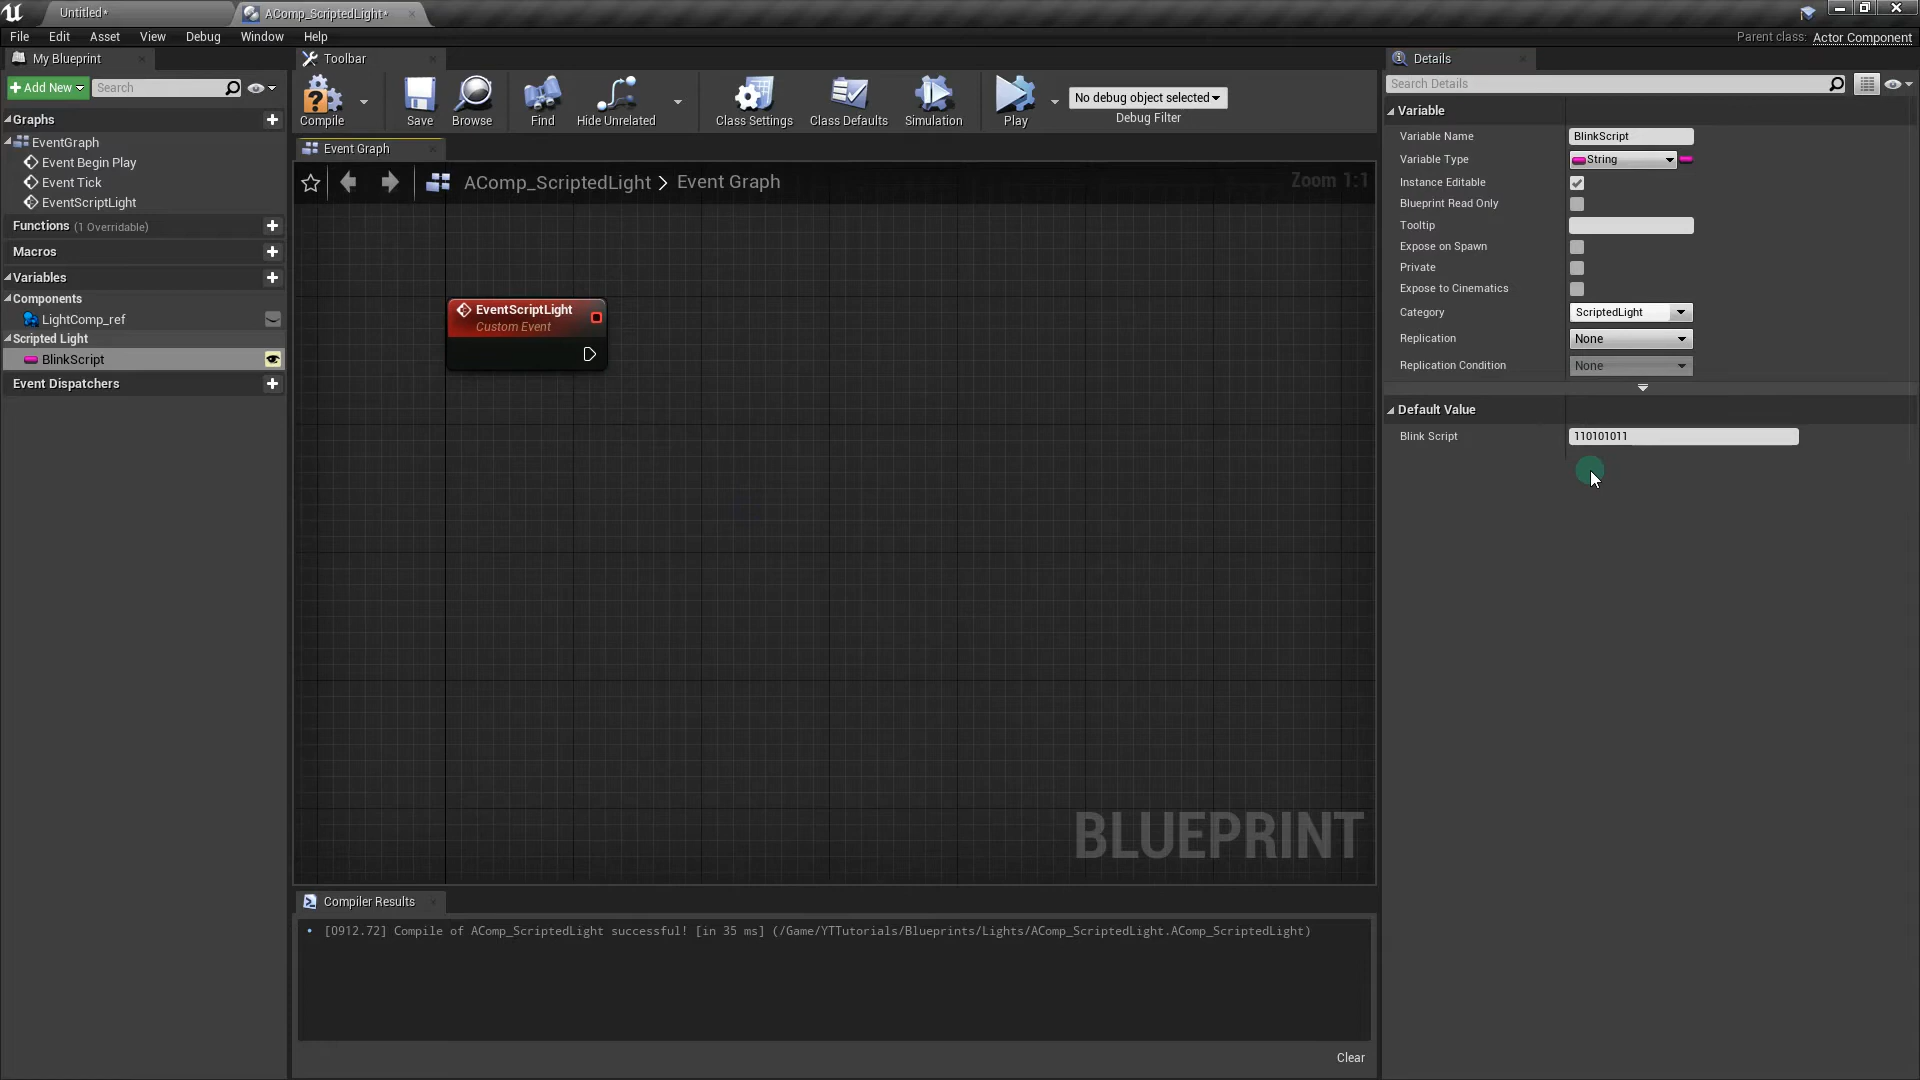 Untitled*
AComp_ScriptedLight*
File Edit Asset View Debug Window Help
Parent class: Actor Component
My Blueprint
Add New
Search
Graphs
EventGraph
Event Begin Play
Event Tick
EventScriptLight
Functions (1 Overridable)
Macros
Variables
Components
LightComp_ref
Scripted Light
BlinkScript
Event Dispatchers
Toolbar
Compile
Save
Browse
Find
Hide Unrelated
Class Settings
Class Defaults
Simulation
Play
No debug object selected
Debug Filter
Event Graph
AComp_ScriptedLight > Event Graph
Zoom 1:1
EventScriptLight
Custom Event
BLUEPRINT
Compiler Results
• [0912.72] Compile of AComp_ScriptedLight successful! [in 35 ms] (/Game/YTTutorials/Blueprints/Lights/AComp_ScriptedLight.AComp_ScriptedLight)
Clear
Details
Search Details
Variable
Variable Name BlinkScript
Variable Type String
Instance Editable
Blueprint Read Only
Tooltip
Expose on Spawn
Private
Expose to Cinematics
Category ScriptedLight
Replication None
Replication Condition None
Default Value
Blink Script 110101011